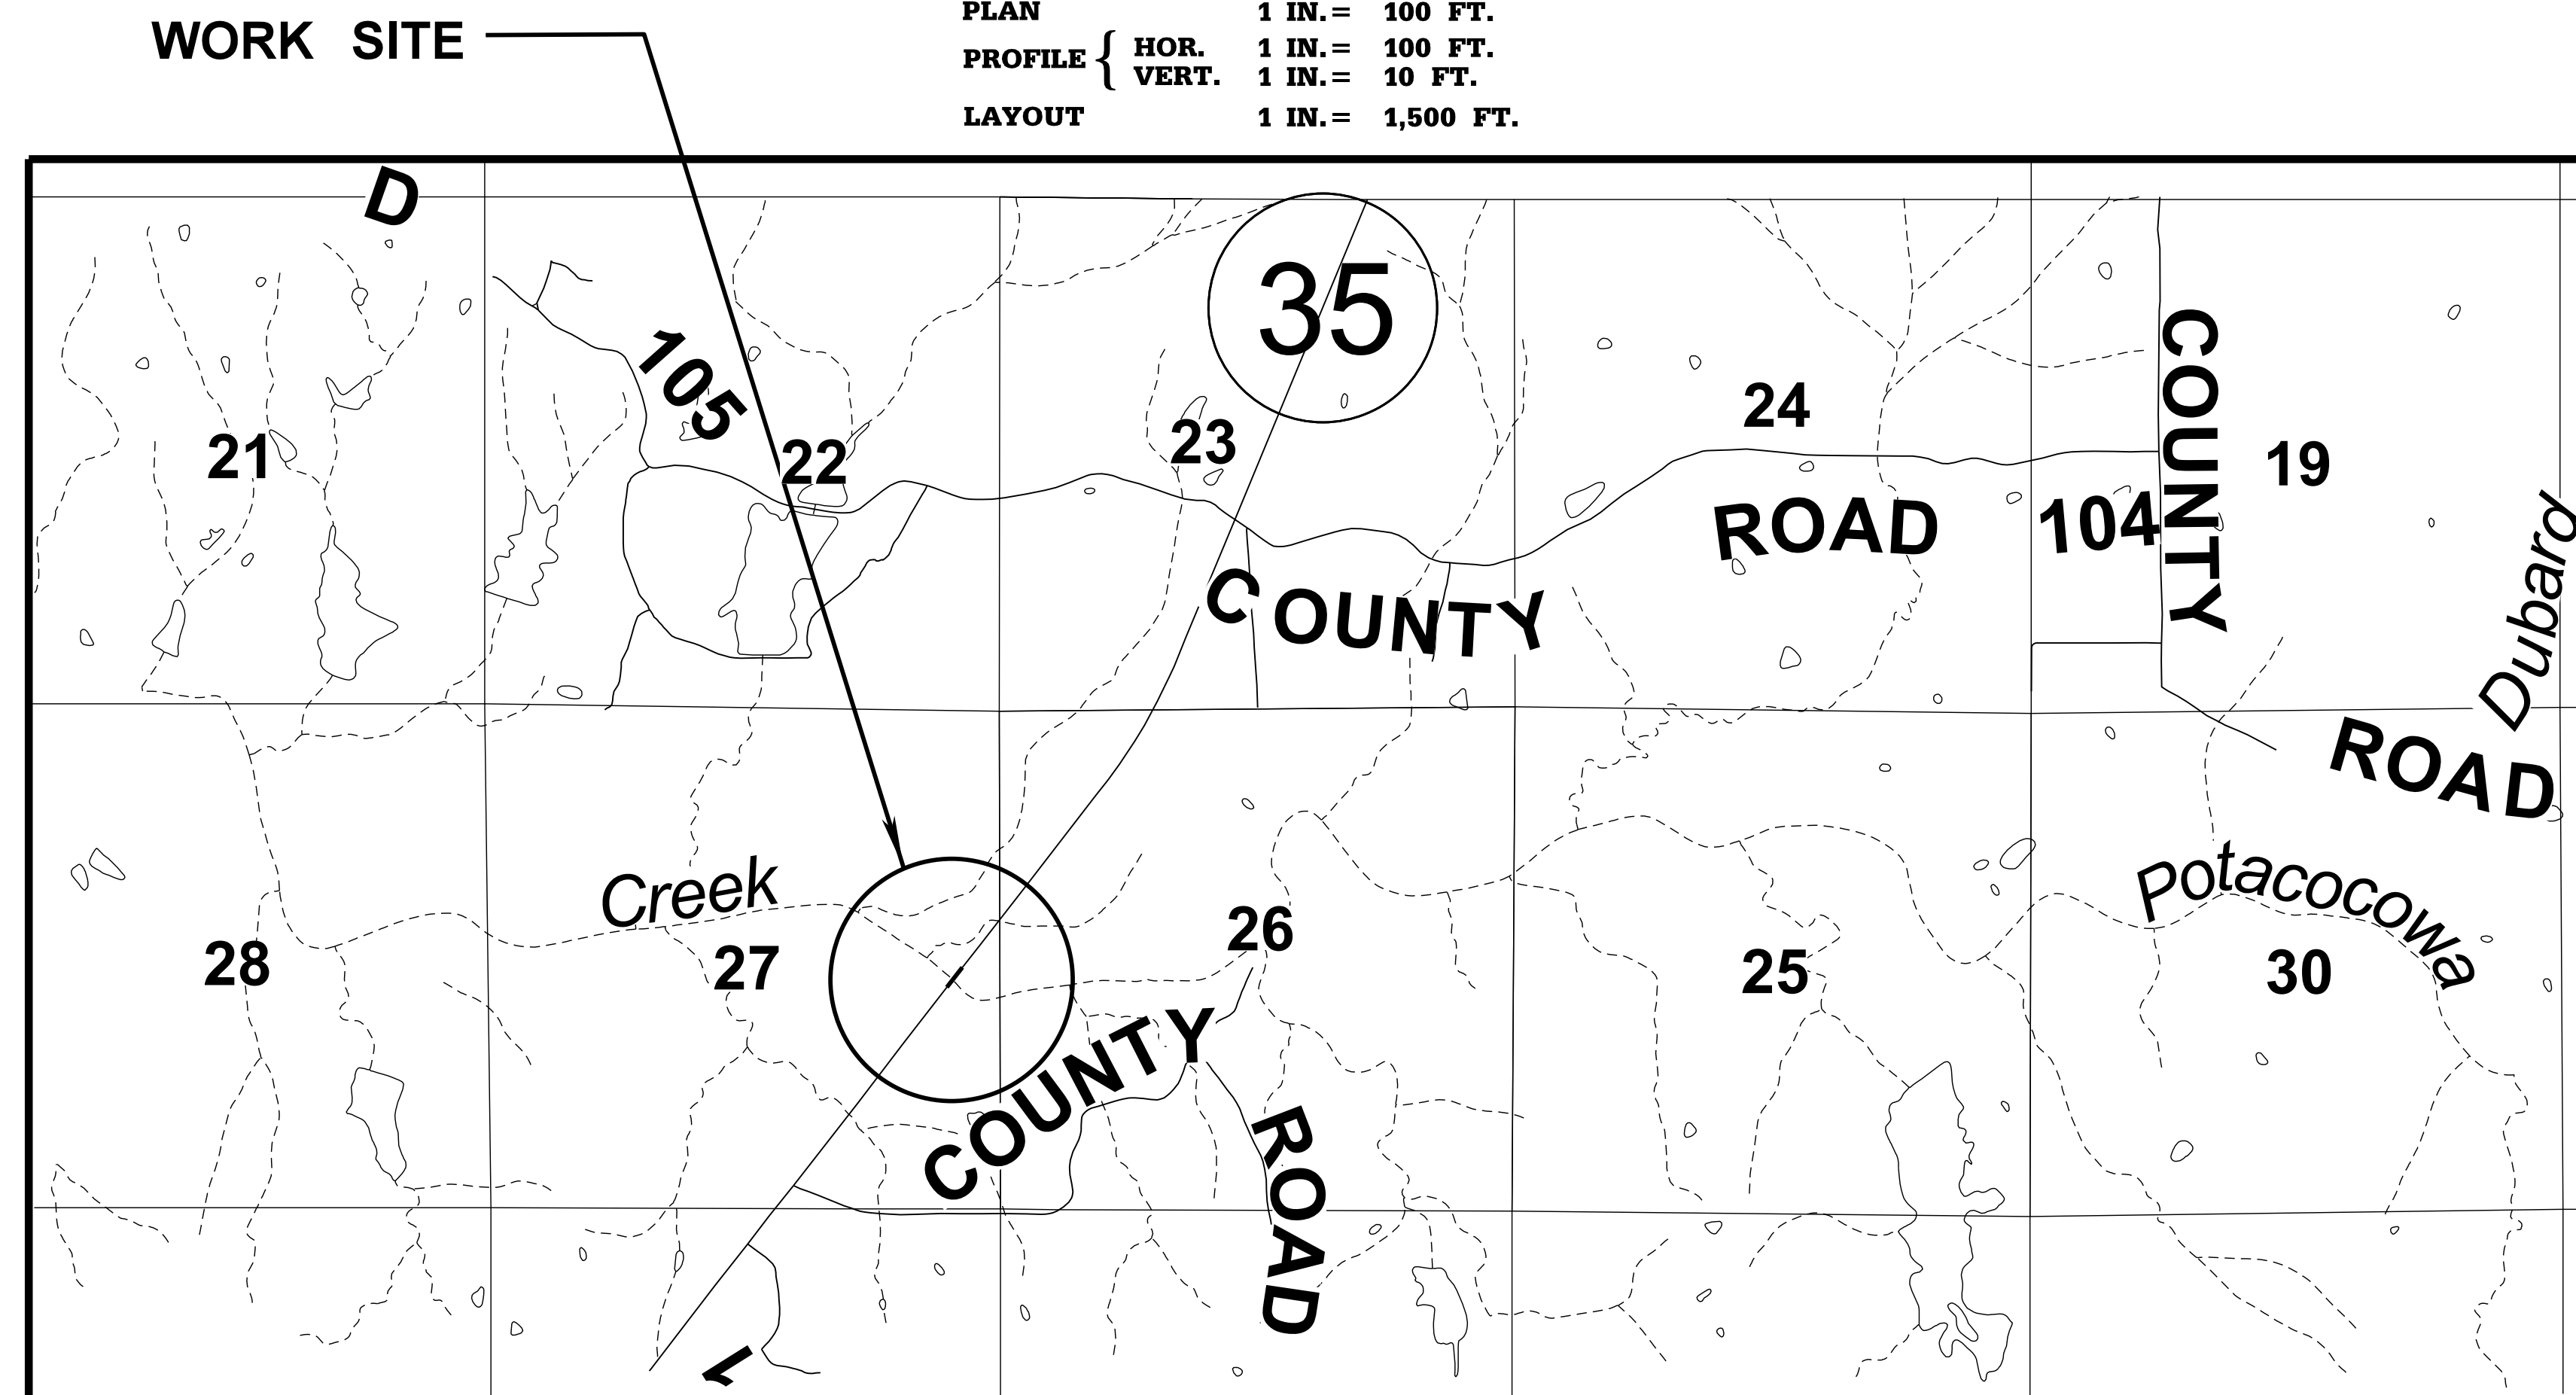 PLAN 1 IN.= 100 FT.
WORK SITE
PROFILE { HOR. 1 IN.= 100 FT.
VERT. 1 IN.= 10 FT.
LAYOUT 1 IN.= 1,500 FT.
D
35
105
21
22
23
24
19
COUNTY
ROAD
104
COUNTY
Dubard
ROAD
Creek
Potacocowa
28
27
26
25
30
COUNTY
ROAD